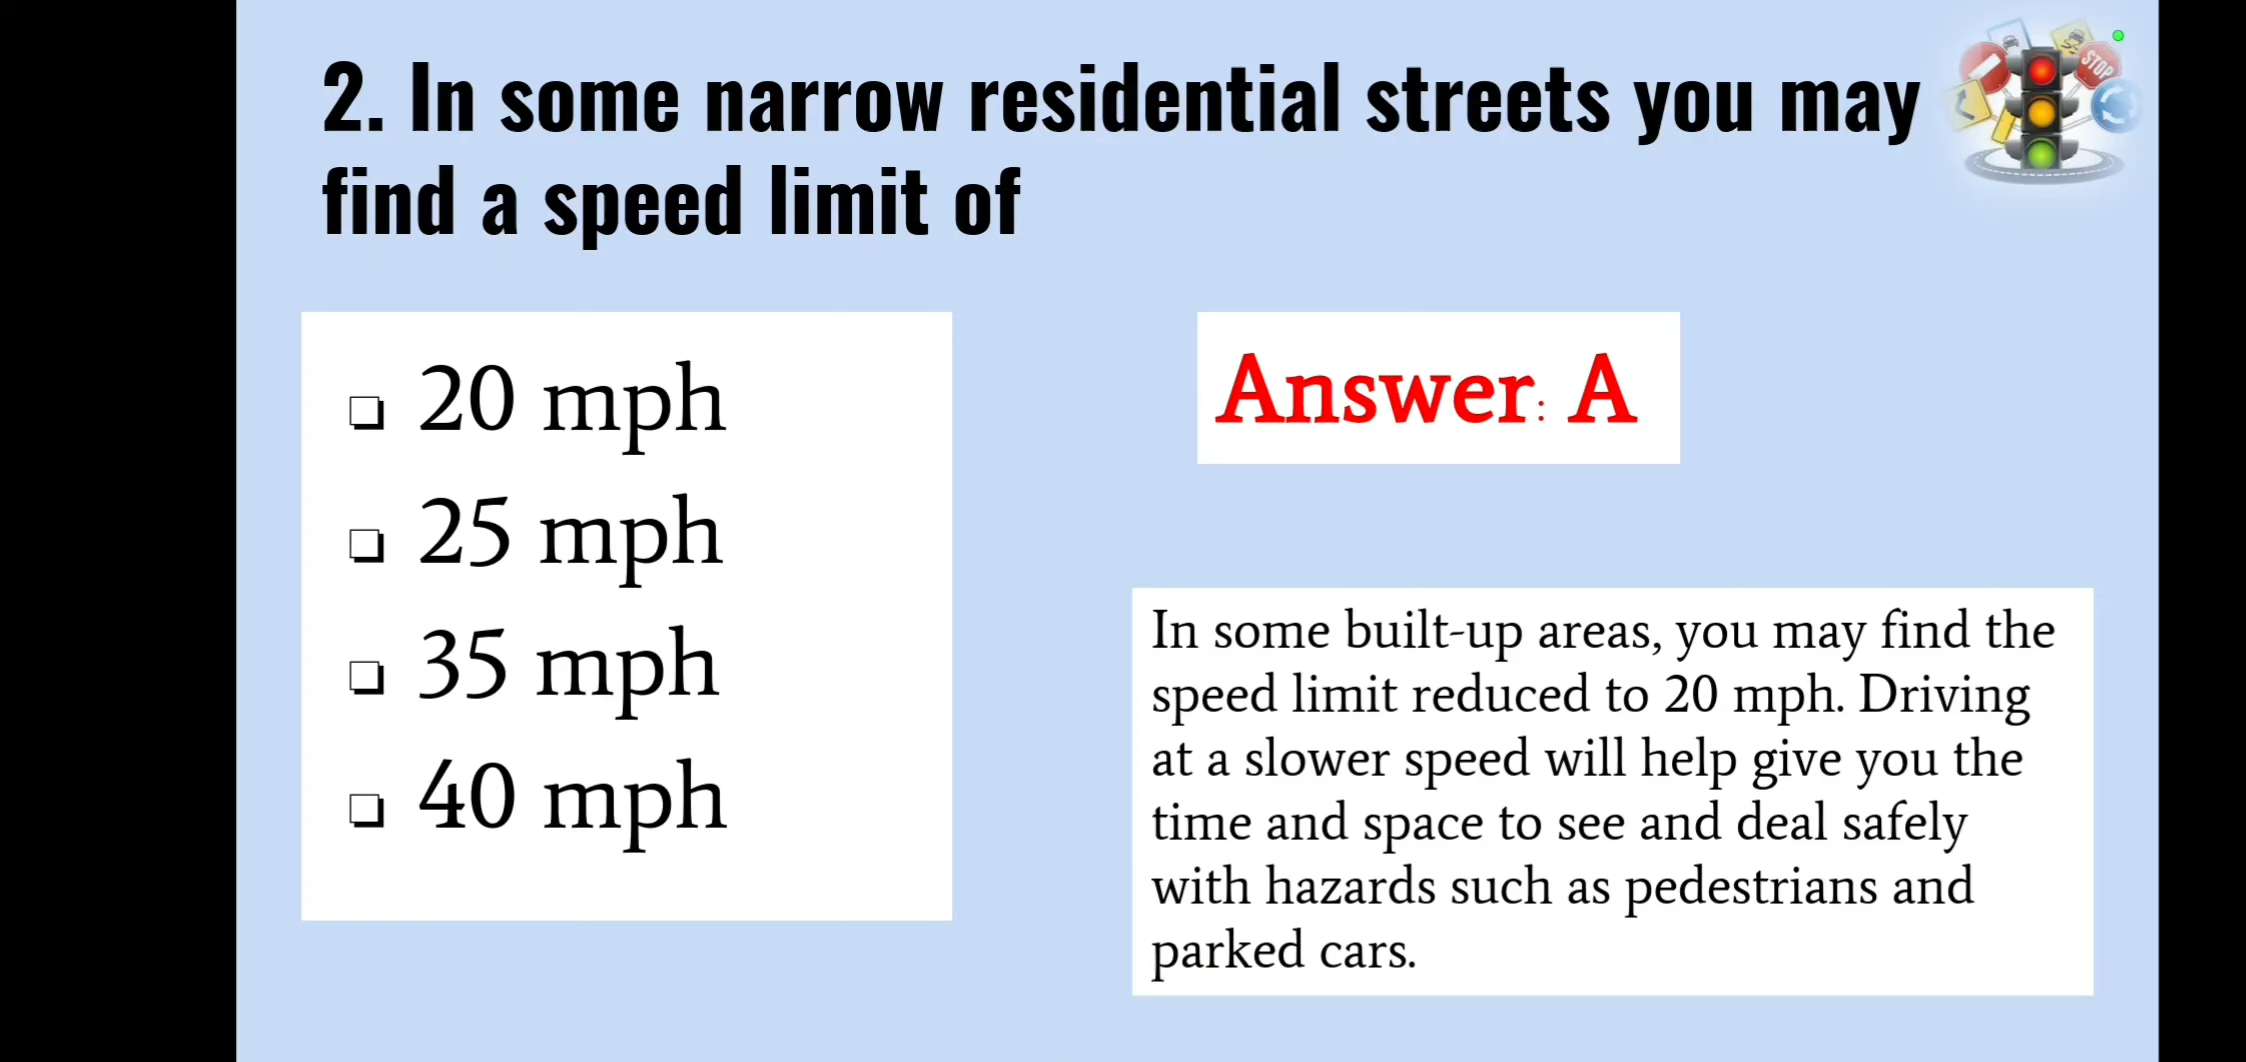 2. In some narrow residential streets you may
find a speed limit of
❏ 20 mph
❏ 25 mph
❏ 35 mph
❏ 40 mph
Answer: A
In some built-up areas, you may find the
speed limit reduced to 20 mph. Driving
at a slower speed will help give you the
time and space to see and deal safely
with hazards such as pedestrians and
parked cars.
STOP